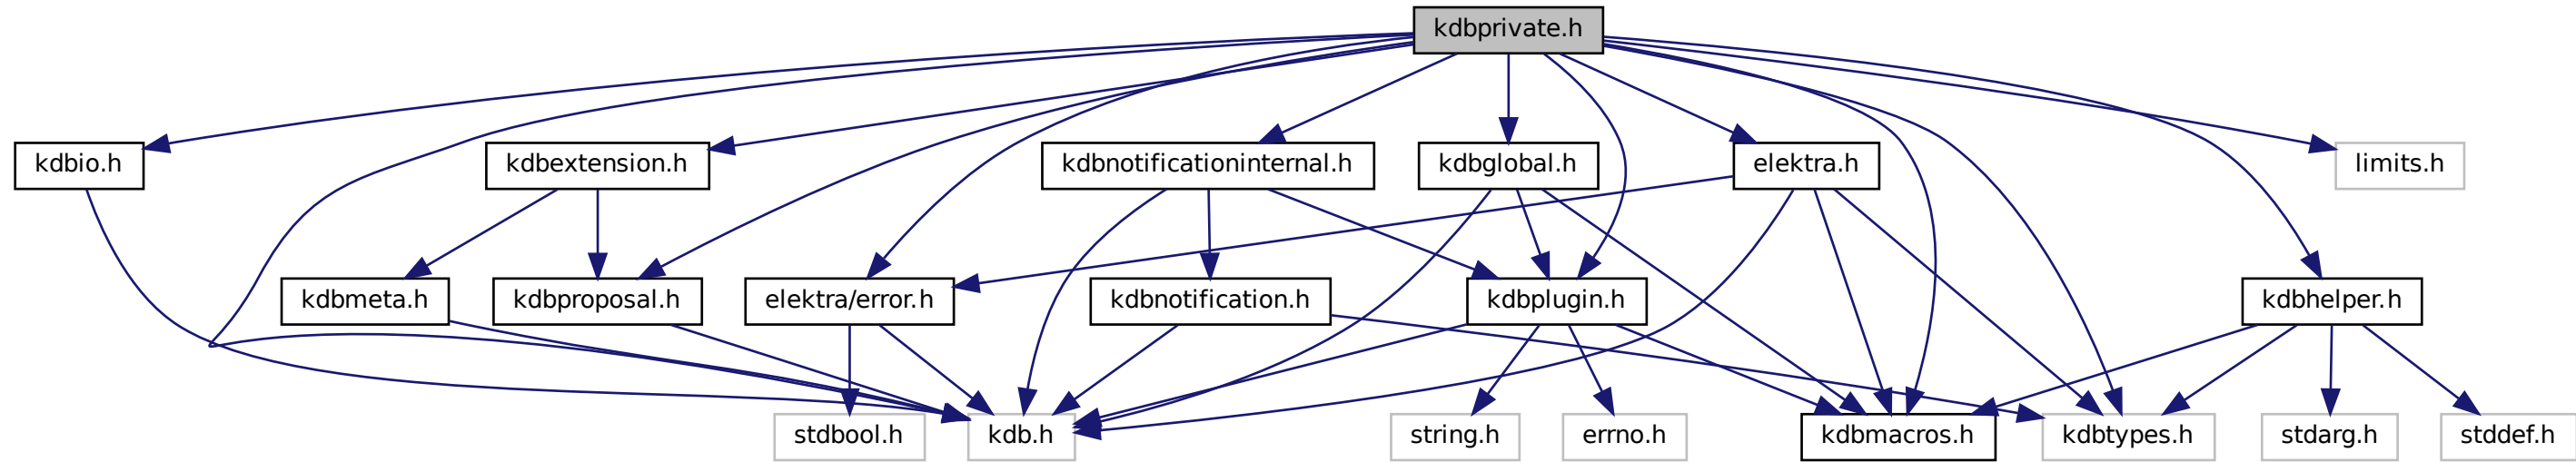 kdbprivate.h
kdbio.h
kdbextension.h
kdbnotificationinternal.h
kdbglobal.h
elektra.h
limits.h
kdbmeta.h
kdbproposal.h
elektra/error.h
kdbnotification.h
kdbplugin.h
kdbhelper.h
stdbool.h
kdb.h
string.h
errno.h
kdbmacros.h
kdbtypes.h
stdarg.h
stddef.h